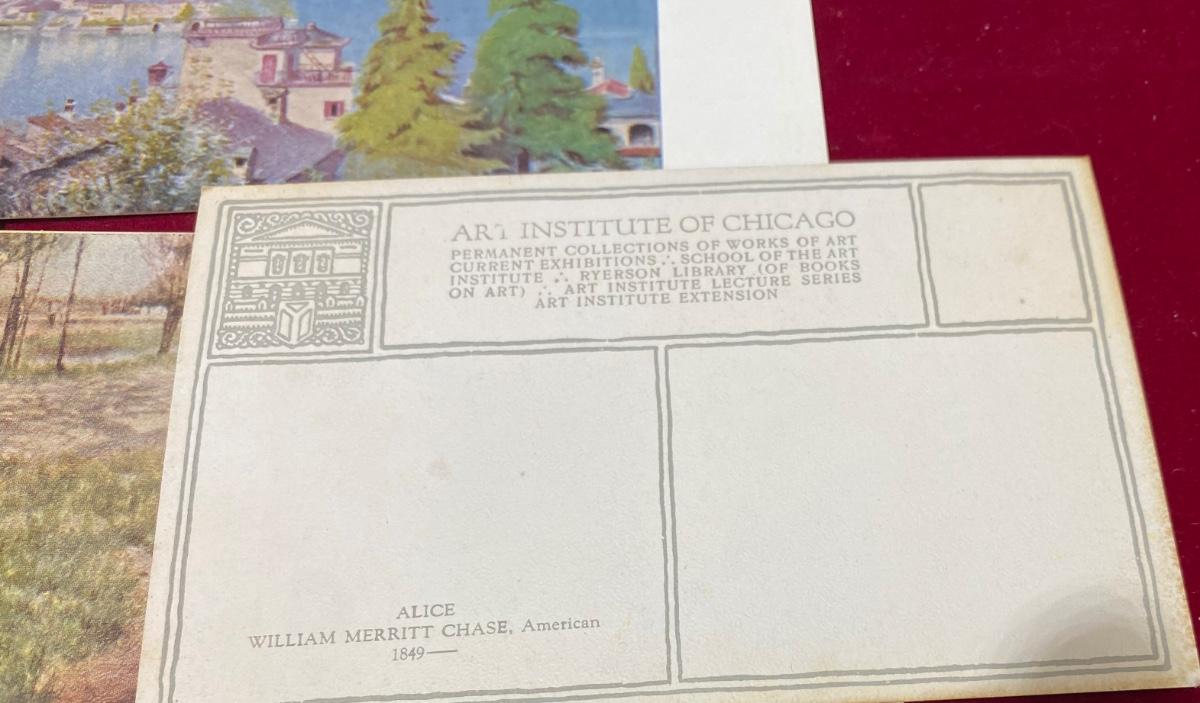 ART INSTITUTE OF CHICAGO
PERMANENT COLLECTIONS OF WORKS OF ART
CURRENT EXHIBITIONS ∴ SCHOOL OF THE ART
INSTITUTE ∴ RYERSON LIBRARY (OF BOOKS
ON ART) ∴ ART INSTITUTE LECTURE SERIES
ART INSTITUTE EXTENSION
ALICE
WILLIAM MERRITT CHASE, American
1849—